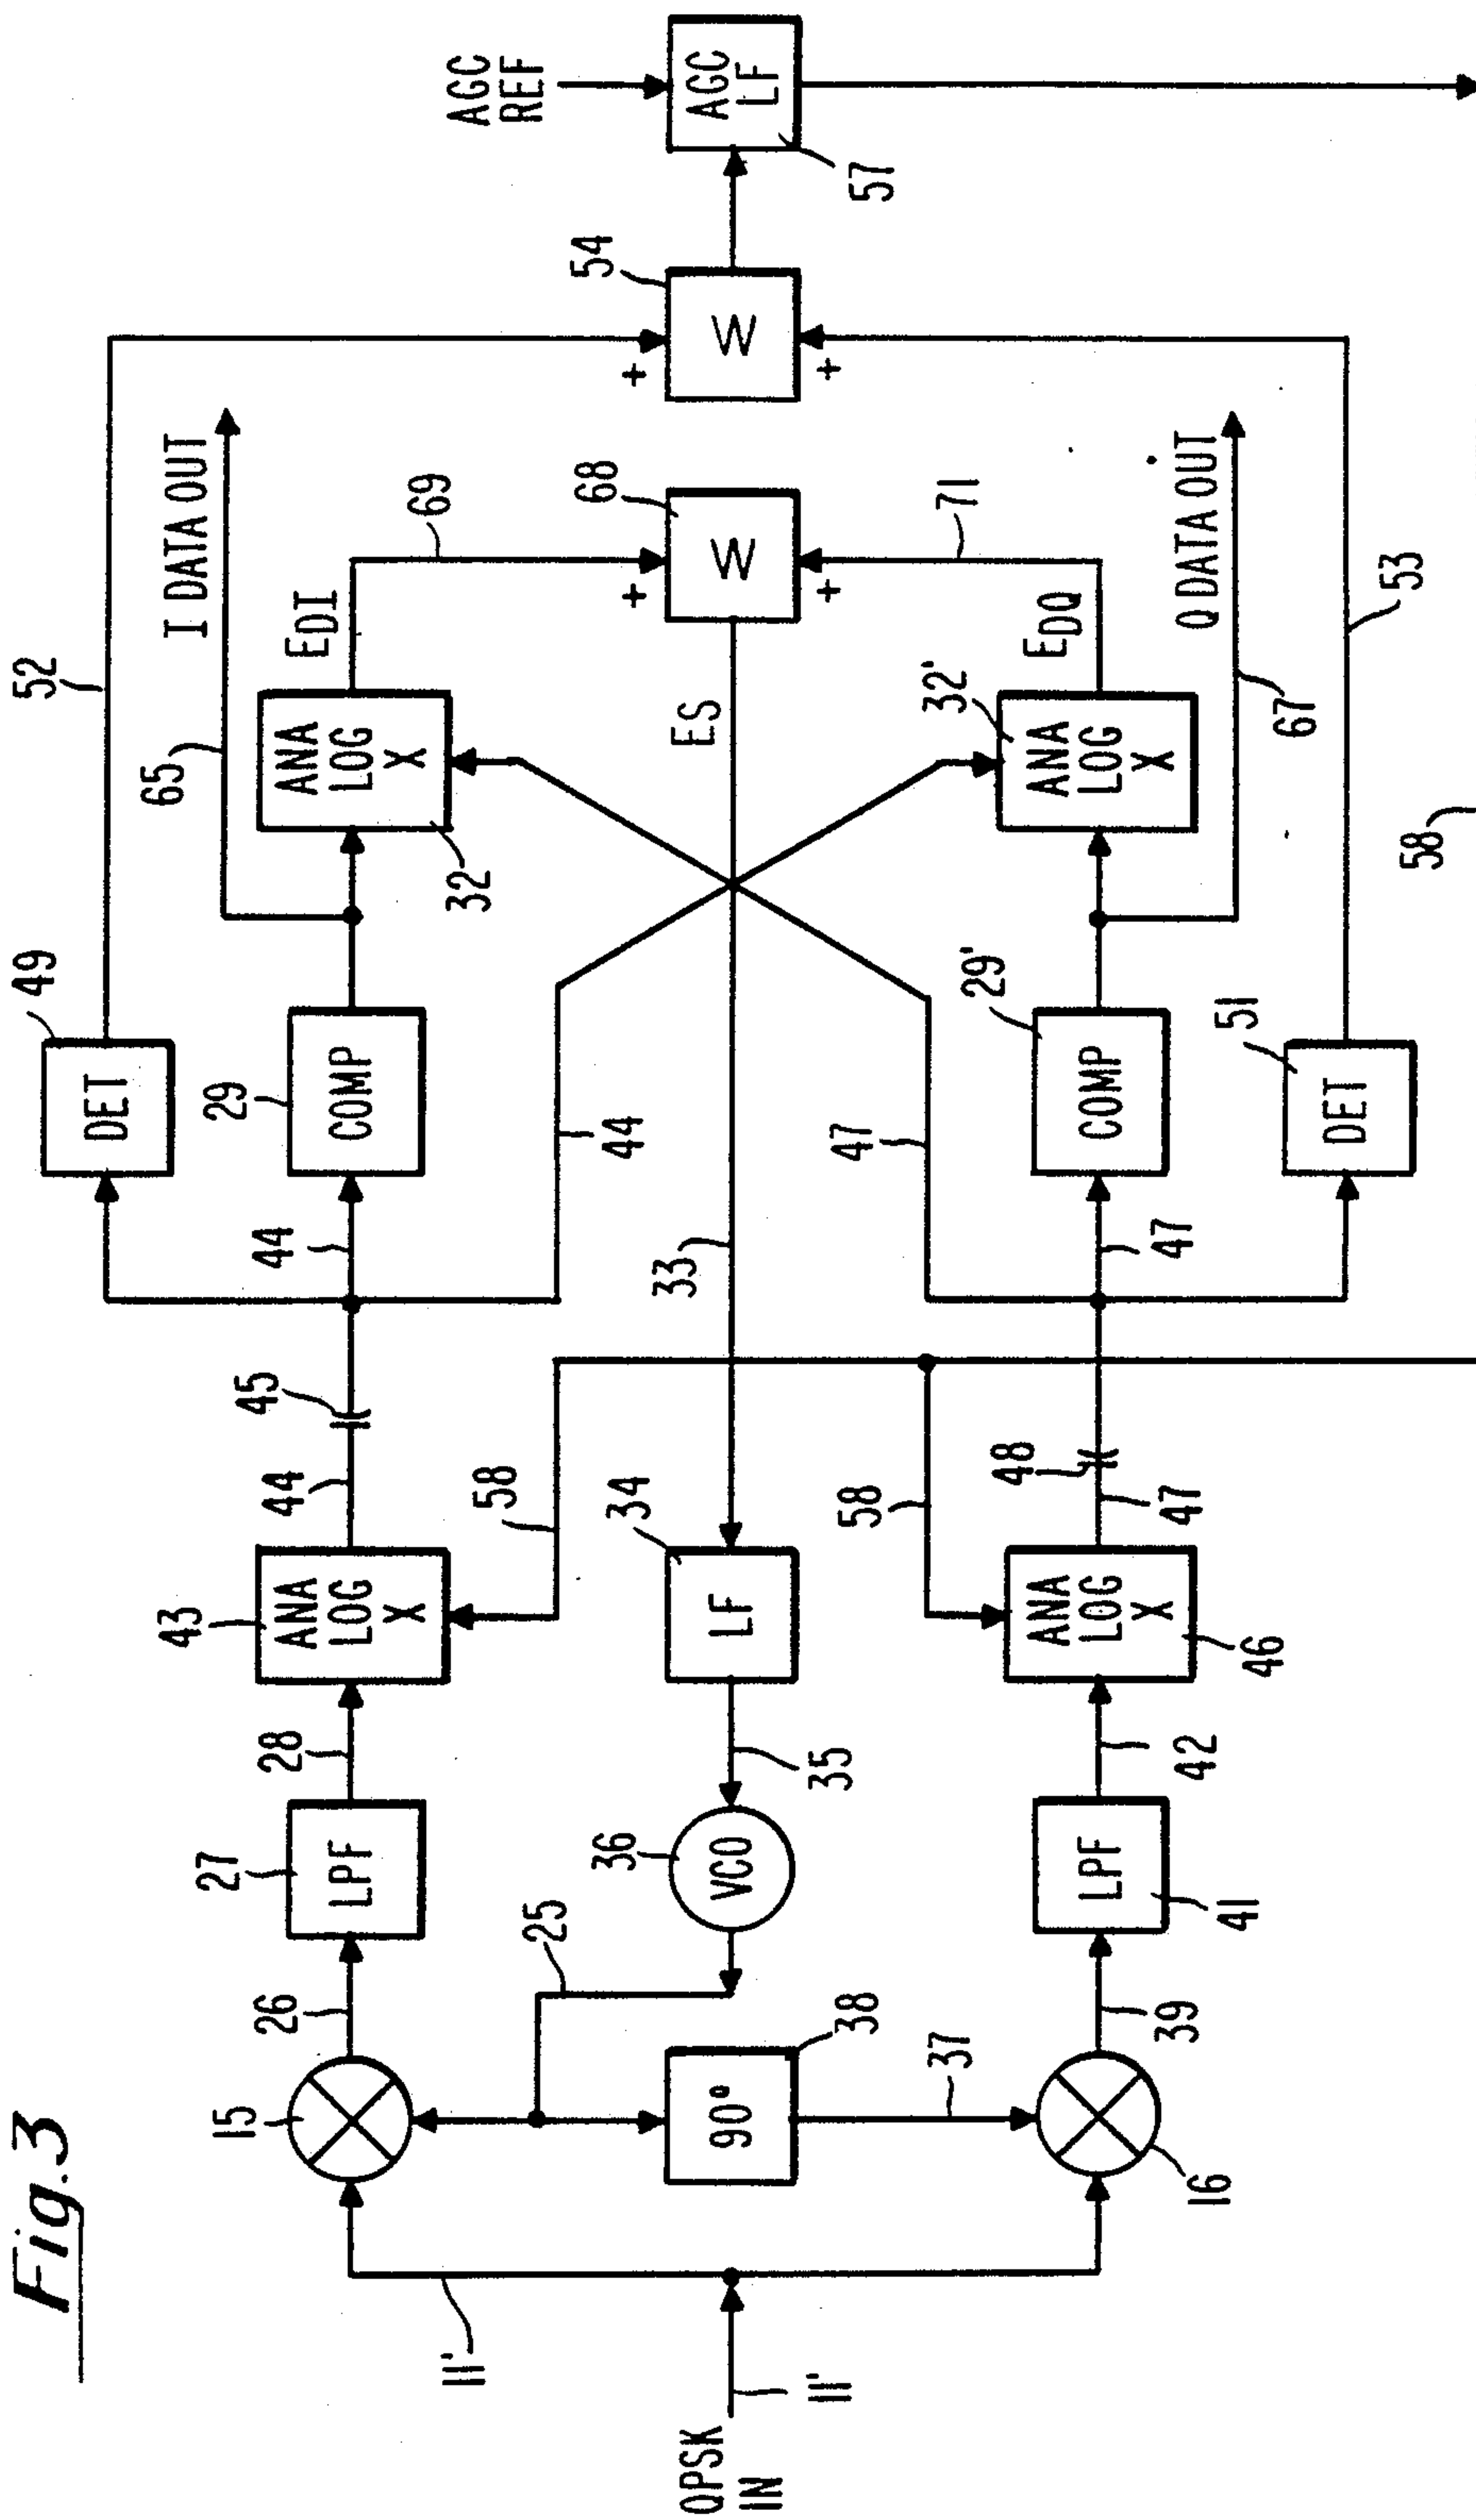 Fig.3
QPSK
IN
11'
11'
15
16
26
25
90°
38
37
39
27
LPF
28
36
VCO
35
LPF
41
42
43
ANA
LOG
X
44
45
58
34
LF
58
ANA
LOG
X
46
47
48
44
49
DET
29
COMP
44
33
47
29'
COMP
47
51
DET
52
65
I DATA OUT
ANA
LOG
X
32
EDI
69
ES
68
Σ
+
+
32'
ANA
LOG
X
EDQ
71
Q DATA OUT
67
53
58
54
Σ
+
+
AGC
REF
AGC
LF
57